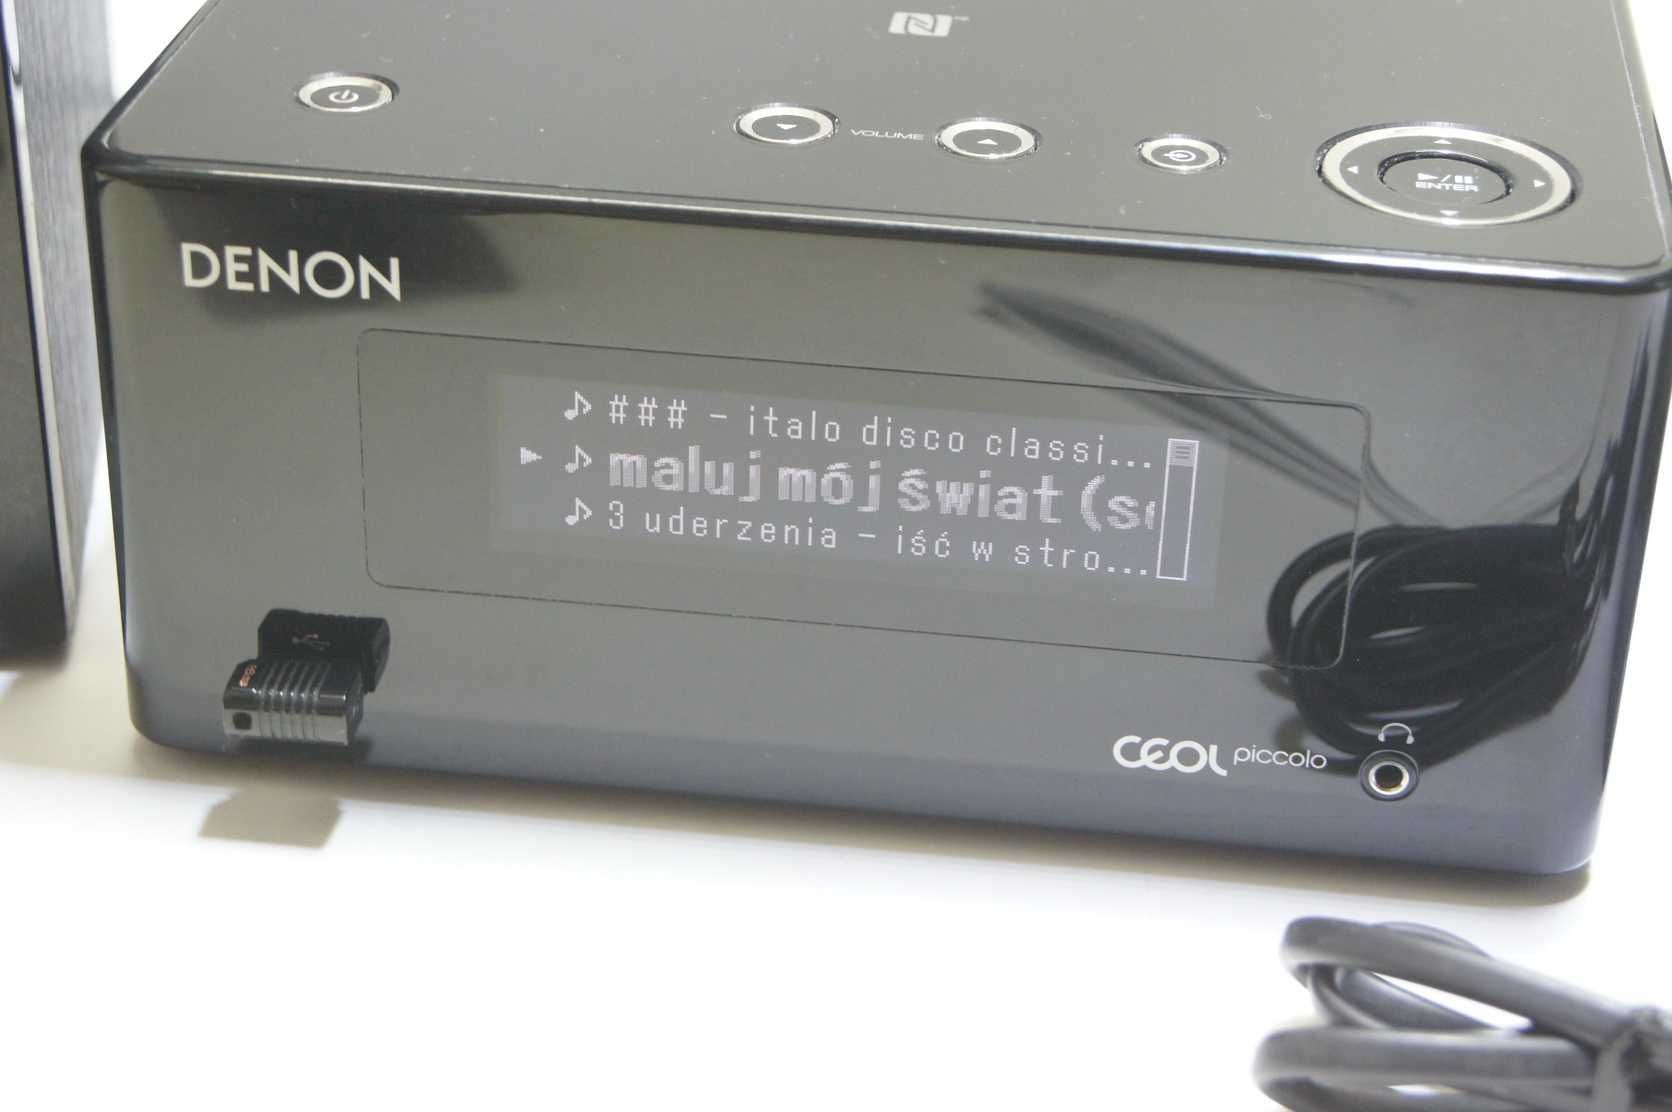 VOLUME
ENTER
DENON
### – italo disco classi...
maluj mój świat (s
3 uderzenia – iść w stro...
CEOL piccolo